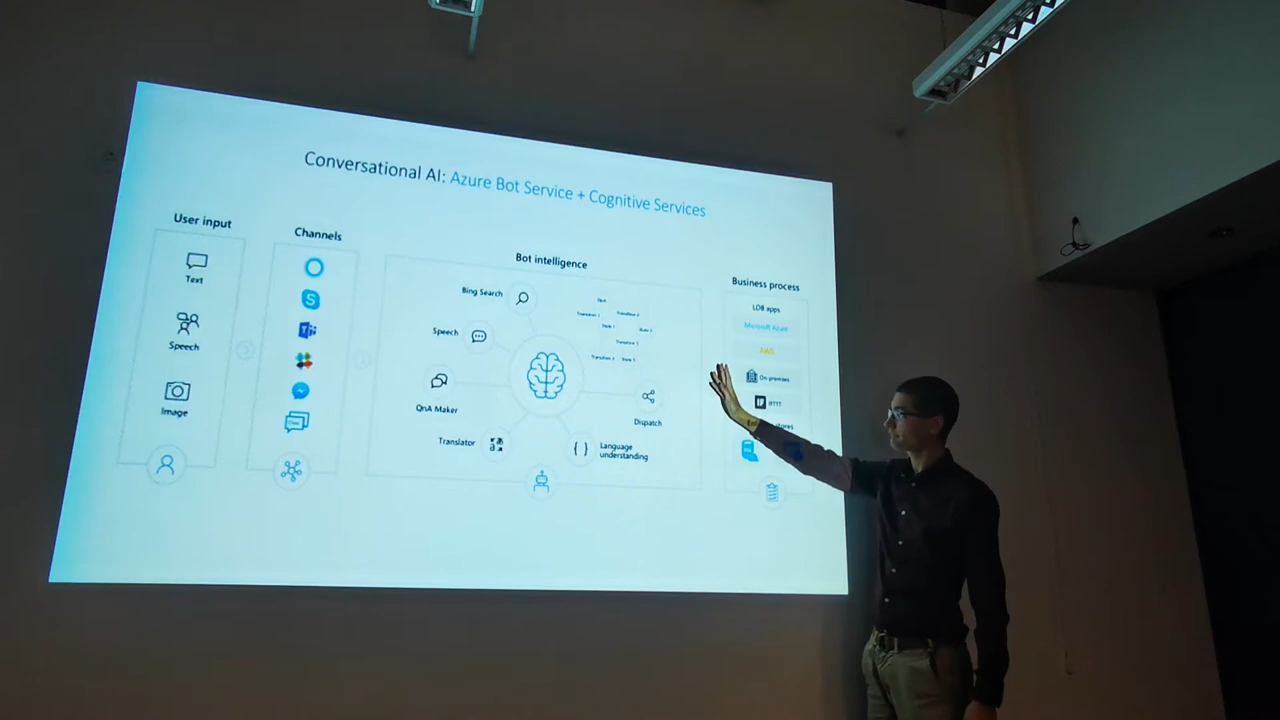 Conversational AI: Azure Bot Service + Cognitive Services
User input
Text
Speech
Image
Channels
Bot intelligence
Bing Search
Speech
QnA Maker
Translator
Language
understanding
Dispatch
Business process
LOB apps
Microsoft Azure
AWS
On-premises
IFTTT